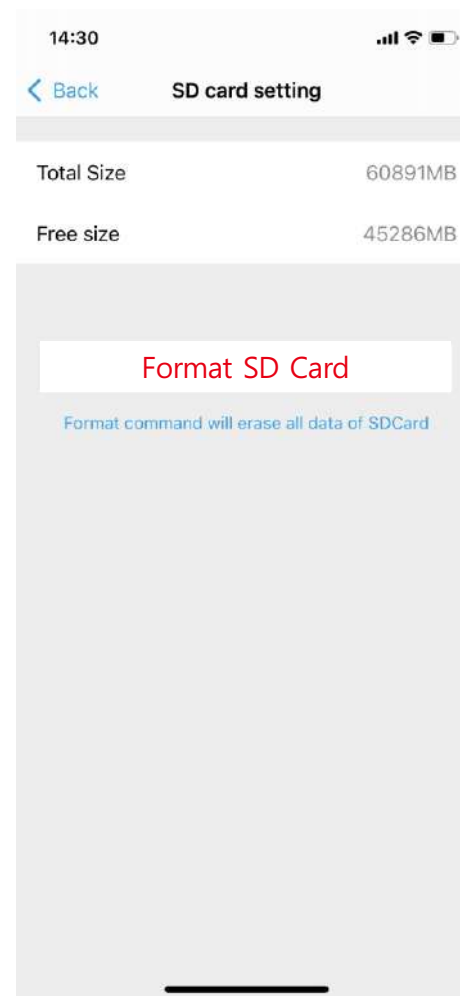 14:30
Back SD card setting
Total Size 60891MB
Free size 45286MB
Format SD Card
Format command will erase all data of SDCard